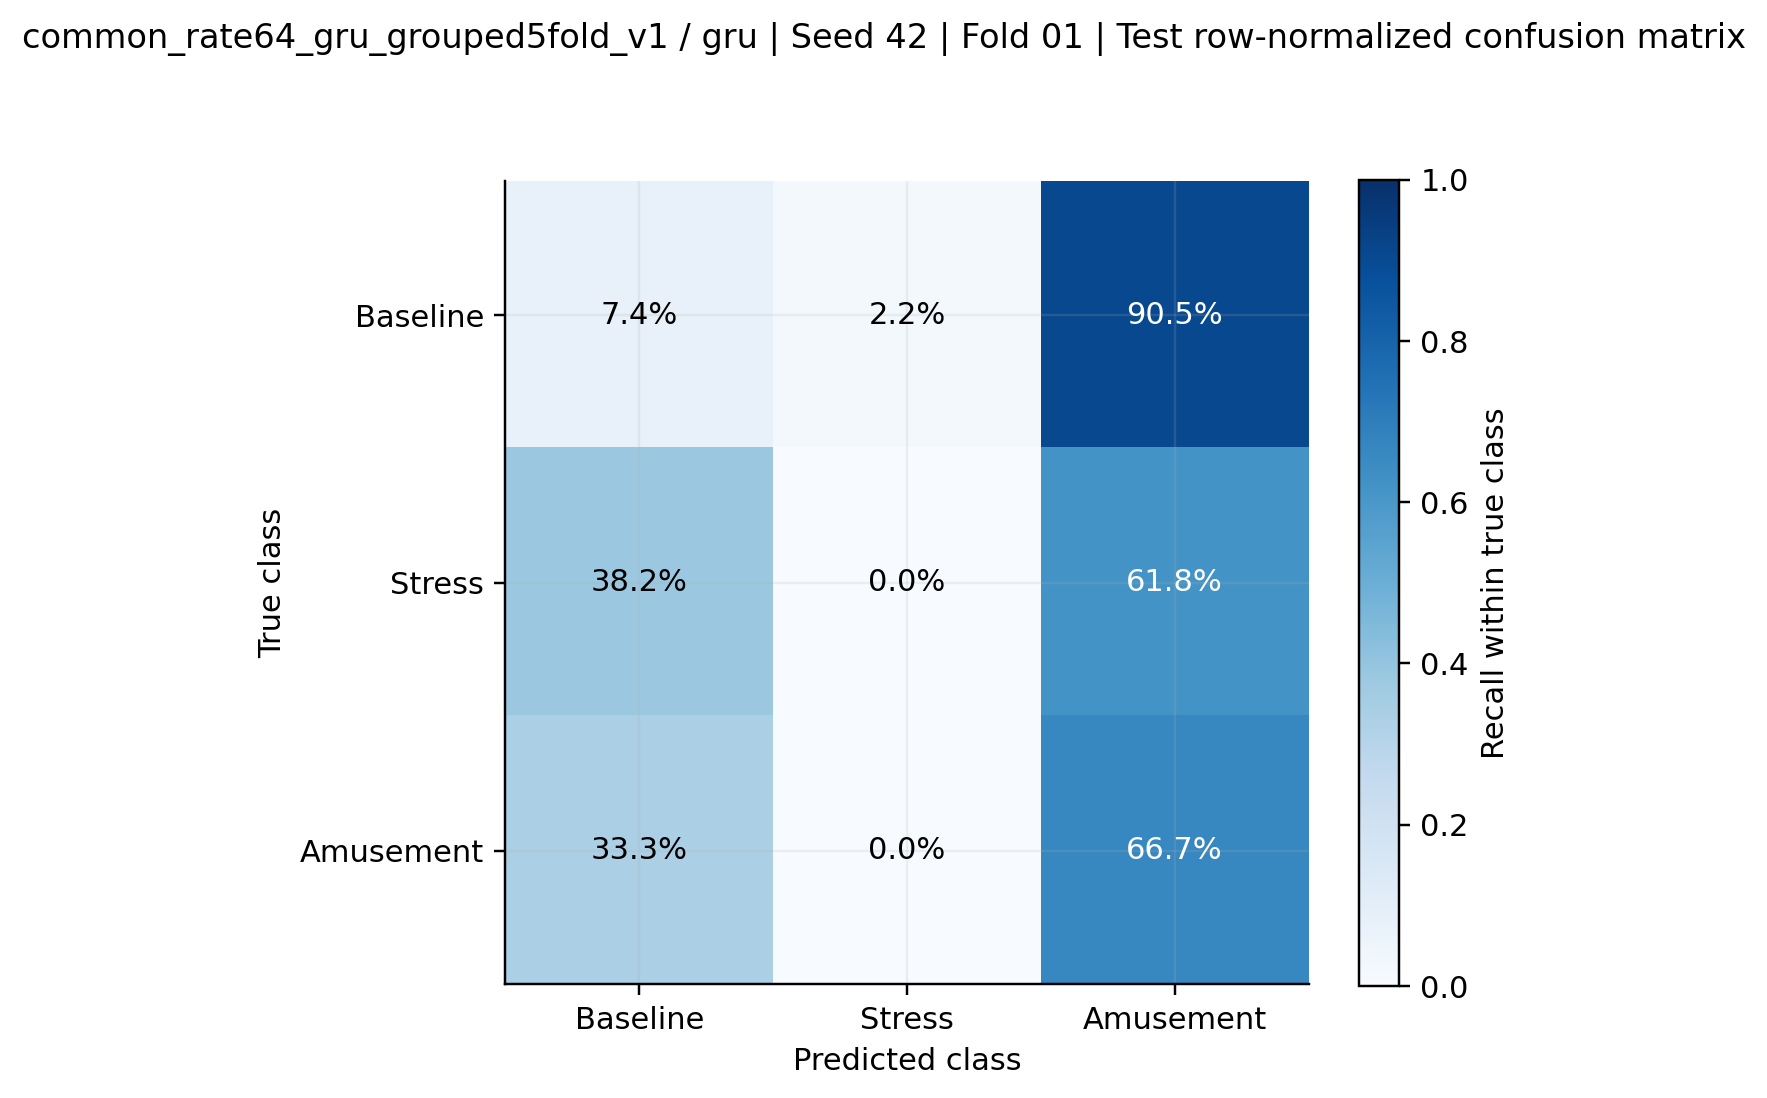 common_rate64_gru_grouped5fold_v1 / gru | Seed 42 | Fold 01 | Test row-normalized confusion matrix
True class
Baseline
Stress
Amusement
7.4% 2.2% 90.5%
38.2% 0.0% 61.8%
33.3% 0.0% 66.7%
Baseline Stress Amusement
Predicted class
1.0
0.8
0.6
0.4
0.2
0.0
Recall within true class